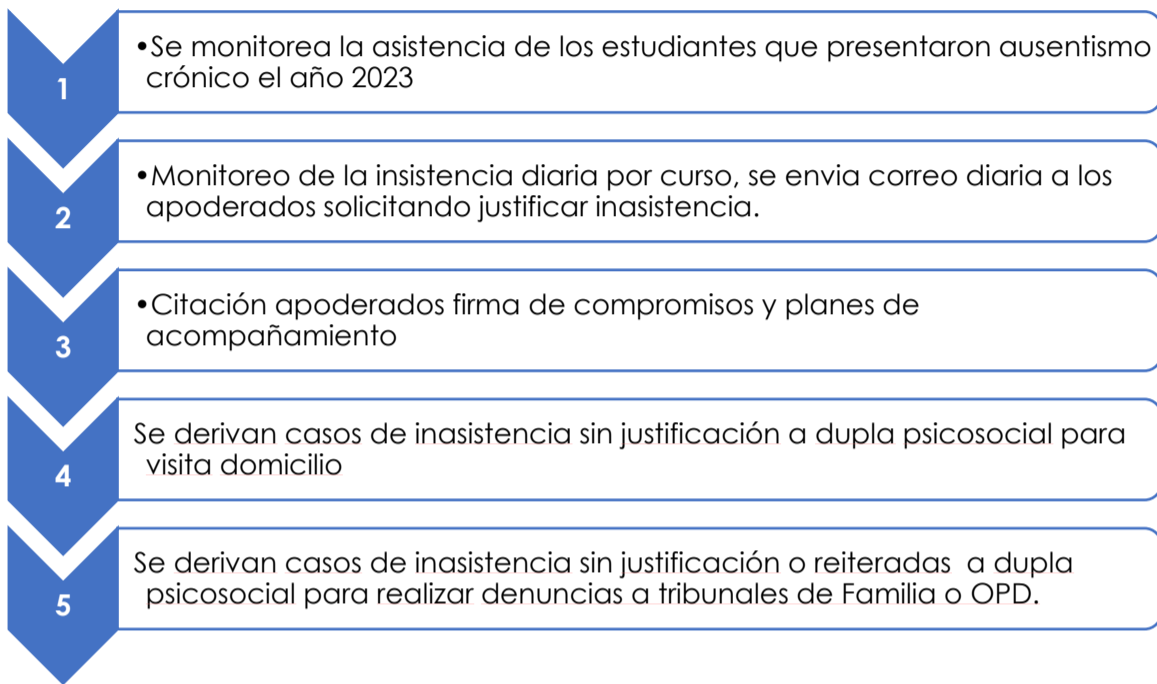 1
•Se monitorea la asistencia de los estudiantes que presentaron ausentismo
crónico el año 2023
2
•Monitoreo de la insistencia diaria por curso, se envia correo diaria a los
apoderados solicitando justificar inasistencia.
3
•Citación apoderados firma de compromisos y planes de
acompañamiento
4
Se derivan casos de inasistencia sin justificación a dupla psicosocial para
visita domicilio
5
Se derivan casos de inasistencia sin justificación o reiteradas  a dupla
psicosocial para realizar denuncias a tribunales de Familia o OPD.